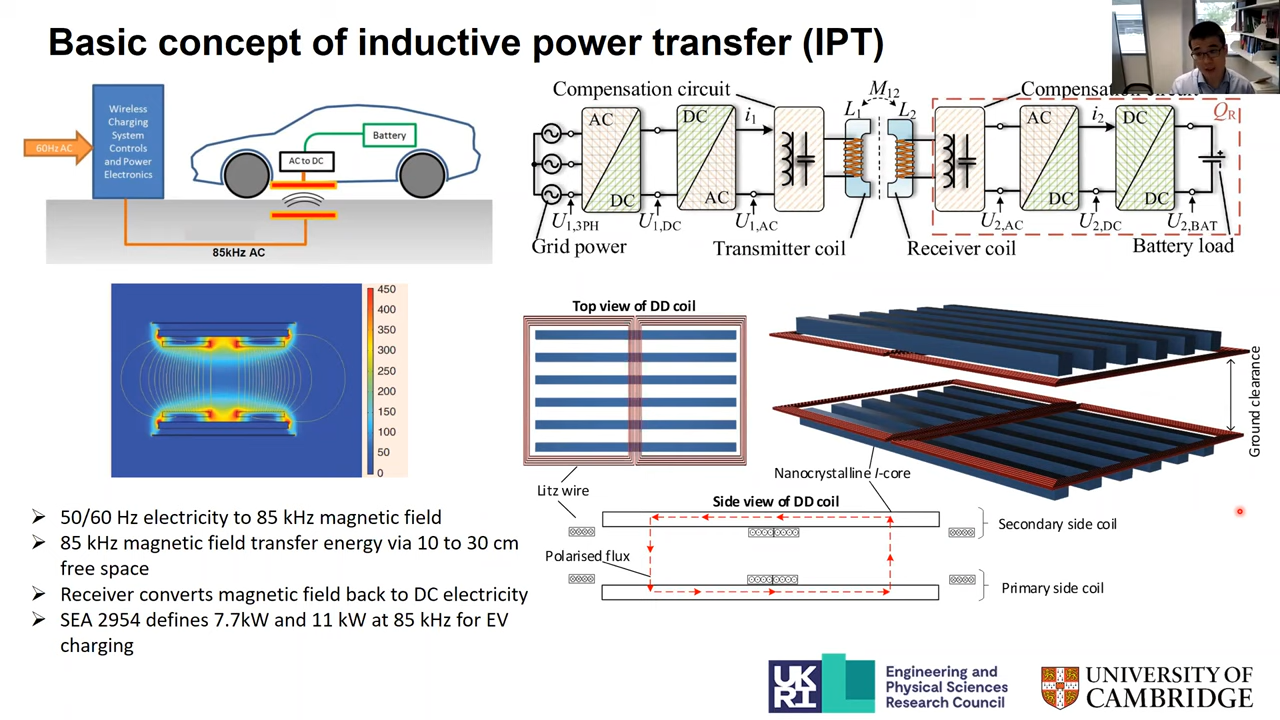 Basic concept of inductive power transfer (IPT)
60Hz AC
Wireless
Charging
System
Controls
and Power
Electronics
Battery
AC to DC
85kHz AC
Compensation circuit
M12
Compensation
L1
L2
QR
AC
DC
DC
AC
i1
AC
DC
i2
DC
DC
U1,3PH
U1,DC
U1,AC
U2,AC
U2,DC
U2,BAT
Grid power
Transmitter coil
Receiver coil
Battery load
450
400
350
300
250
200
150
100
50
0
Top view of DD coil
Litz wire
Ground clearance
Nanocrystalline I-core
Side view of DD coil
Polarised flux
Secondary side coil
Primary side coil
50/60 Hz electricity to 85 kHz magnetic field
85 kHz magnetic field transfer energy via 10 to 30 cm
free space
Receiver converts magnetic field back to DC electricity
SEA 2954 defines 7.7kW and 11 kW at 85 kHz for EV
charging
UK
RI
Engineering and
Physical Sciences
Research Council
UNIVERSITY OF
CAMBRIDGE